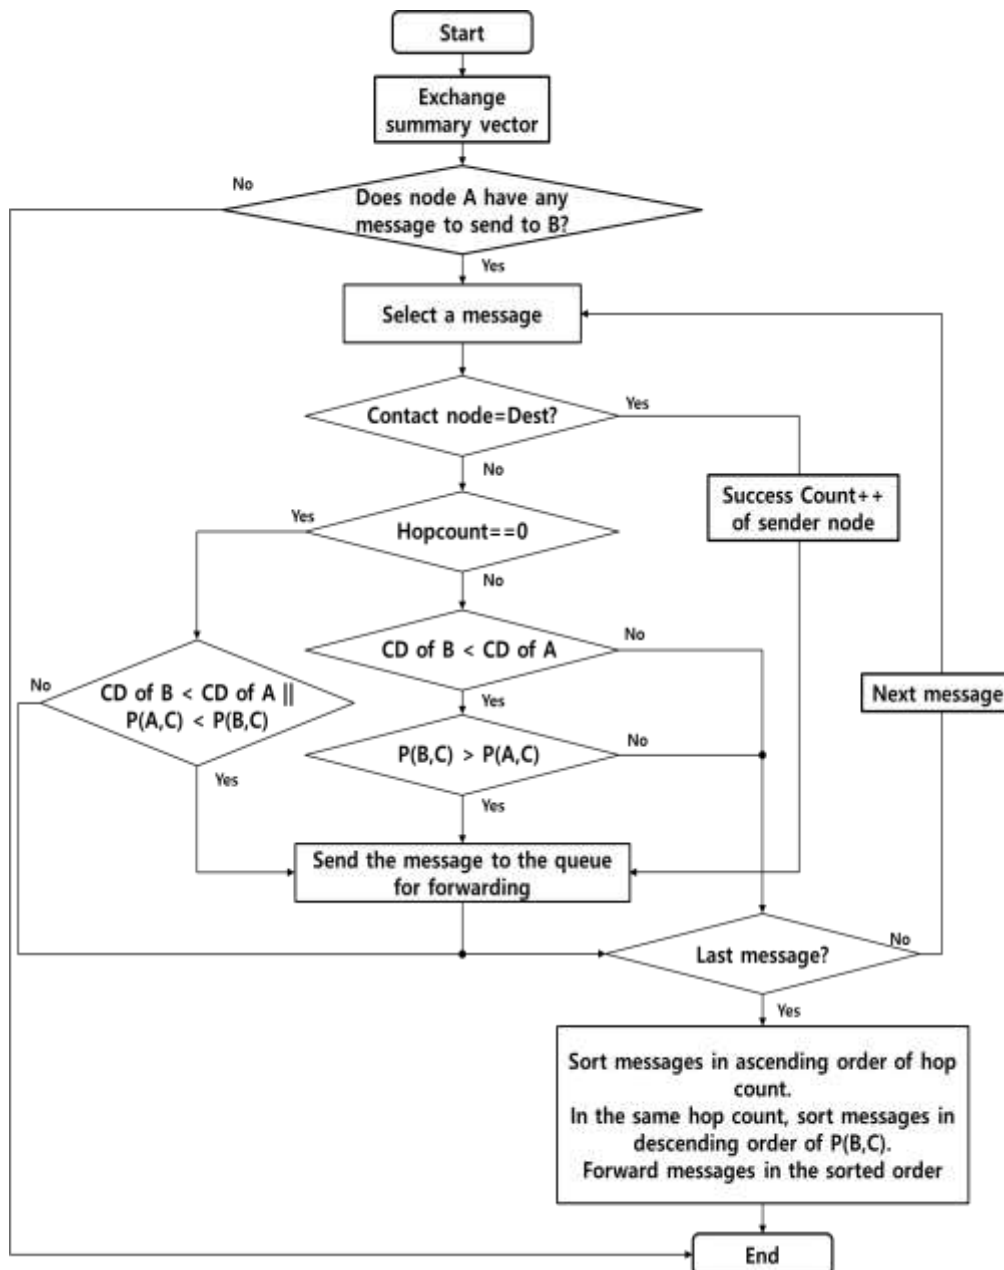 Start
Exchange
summary vector
No
Does node A have any
message to send to B?
Yes
Select a message
Contact node=Dest?
Yes
No
Success Count++
of sender node
Yes
Hopcount==0
No
CD of B < CD of A
No
No
CD of B < CD of A ||
P(A,C) < P(B,C)
Yes
Next message
P(B,C) > P(A,C)
No
Yes
Yes
Send the message to the queue
for forwarding
Last message?
No
Yes
Sort messages in ascending order of hop
count.
In the same hop count, sort messages in
descending order of P(B,C).
Forward messages in the sorted order
End